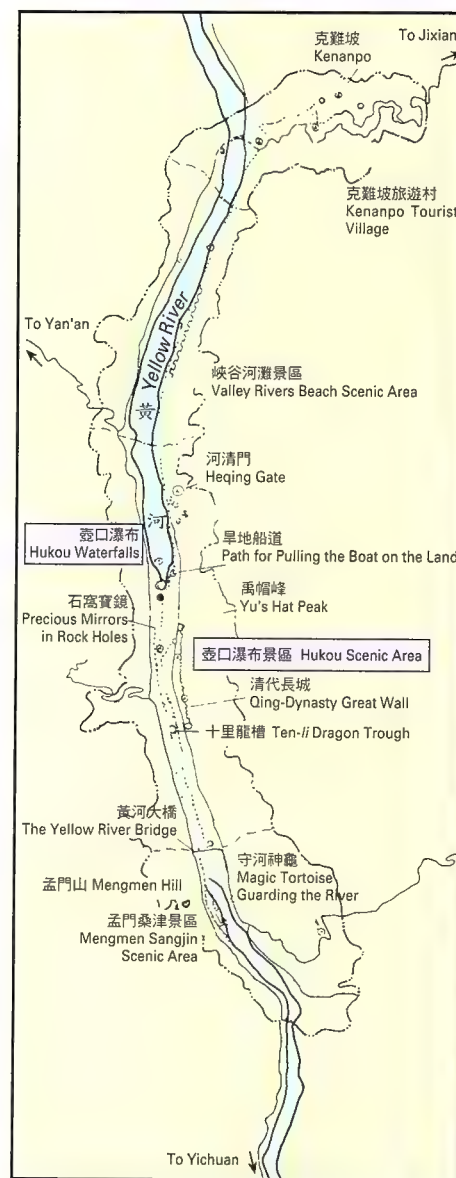 克難坡
Kenanpo
To Jixian
克難坡旅遊村
Kenanpo Tourist
Village
Yellow River
黃
河
To Yan'an
峽谷河灘景區
Valley Rivers Beach Scenic Area
河清門
Heqing Gate
壺口瀑布
Hukou Waterfalls
旱地船道
Path for Pulling the Boat on the Land
石窩寶鏡
Precious Mirrors
in Rock Holes
禹帽峰
Yu's Hat Peak
壺口瀑布景區 Hukou Scenic Area
清代長城
Qing-Dynasty Great Wall
十里龍槽 Ten-li Dragon Trough
黃河大橋
The Yellow River Bridge
守河神龜
Magic Tortoise
Guarding the River
孟門山 Mengmen Hill
孟門桑津景區
Mengmen Sangjin
Scenic Area
To Yichuan